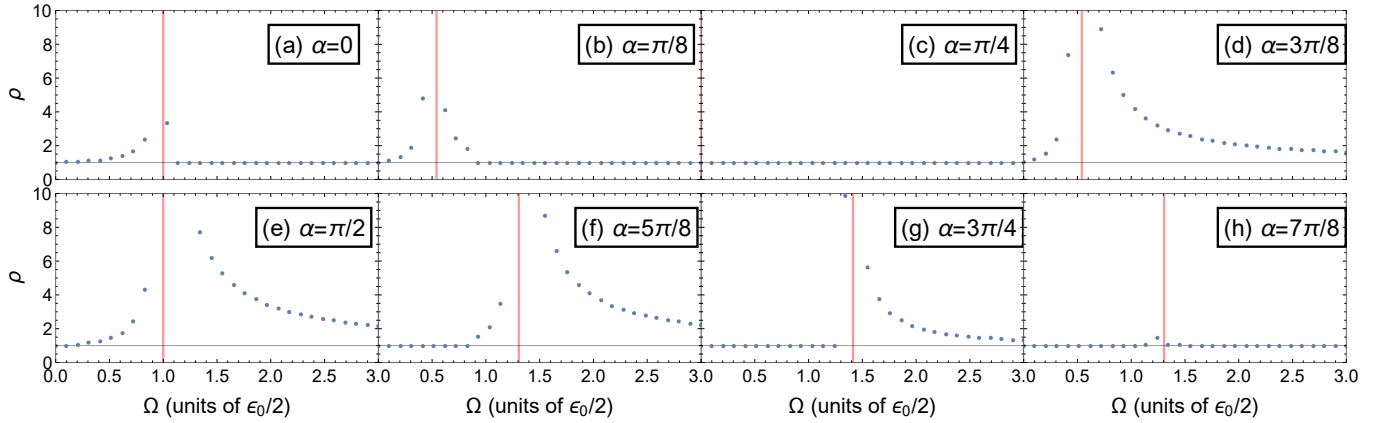 (a) α=0
(b) α=π/8
(c) α=π/4
(d) α=3π/8
10
8
6
4
2
0
ρ
(e) α=π/2
(f) α=5π/8
(g) α=3π/4
(h) α=7π/8
10
8
6
4
2
0
ρ
0.0 0.5 1.0 1.5 2.0 2.5 3.0 0.5 1.0 1.5 2.0 2.5 3.0 0.5 1.0 1.5 2.0 2.5 3.0 0.5 1.0 1.5 2.0 2.5 3.0
Ω (units of ϵ₀/2) Ω (units of ϵ₀/2) Ω (units of ϵ₀/2) Ω (units of ϵ₀/2)